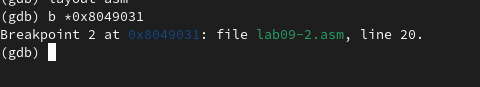 (gdb) layout asm
(gdb) b *0x8049031
Breakpoint 2 at 0x8049031: file lab09-2.asm, line 20.
(gdb)